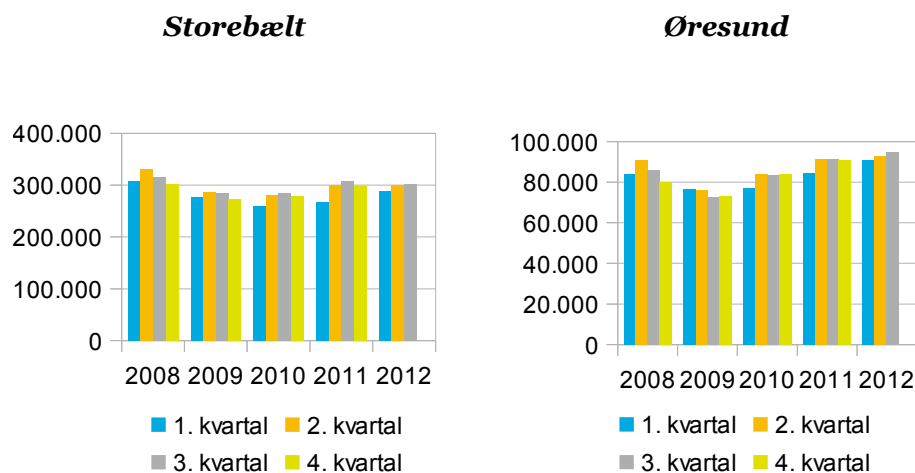 Storebælt
400.000
300.000
200.000
100.000
0
2008 2009 2010 2011 2012
1. kvartal 2. kvartal
3. kvartal 4. kvartal
Øresund
100.000
80.000
60.000
40.000
20.000
0
2008 2009 2010 2011 2012
1. kvartal 2. kvartal
3. kvartal 4. kvartal